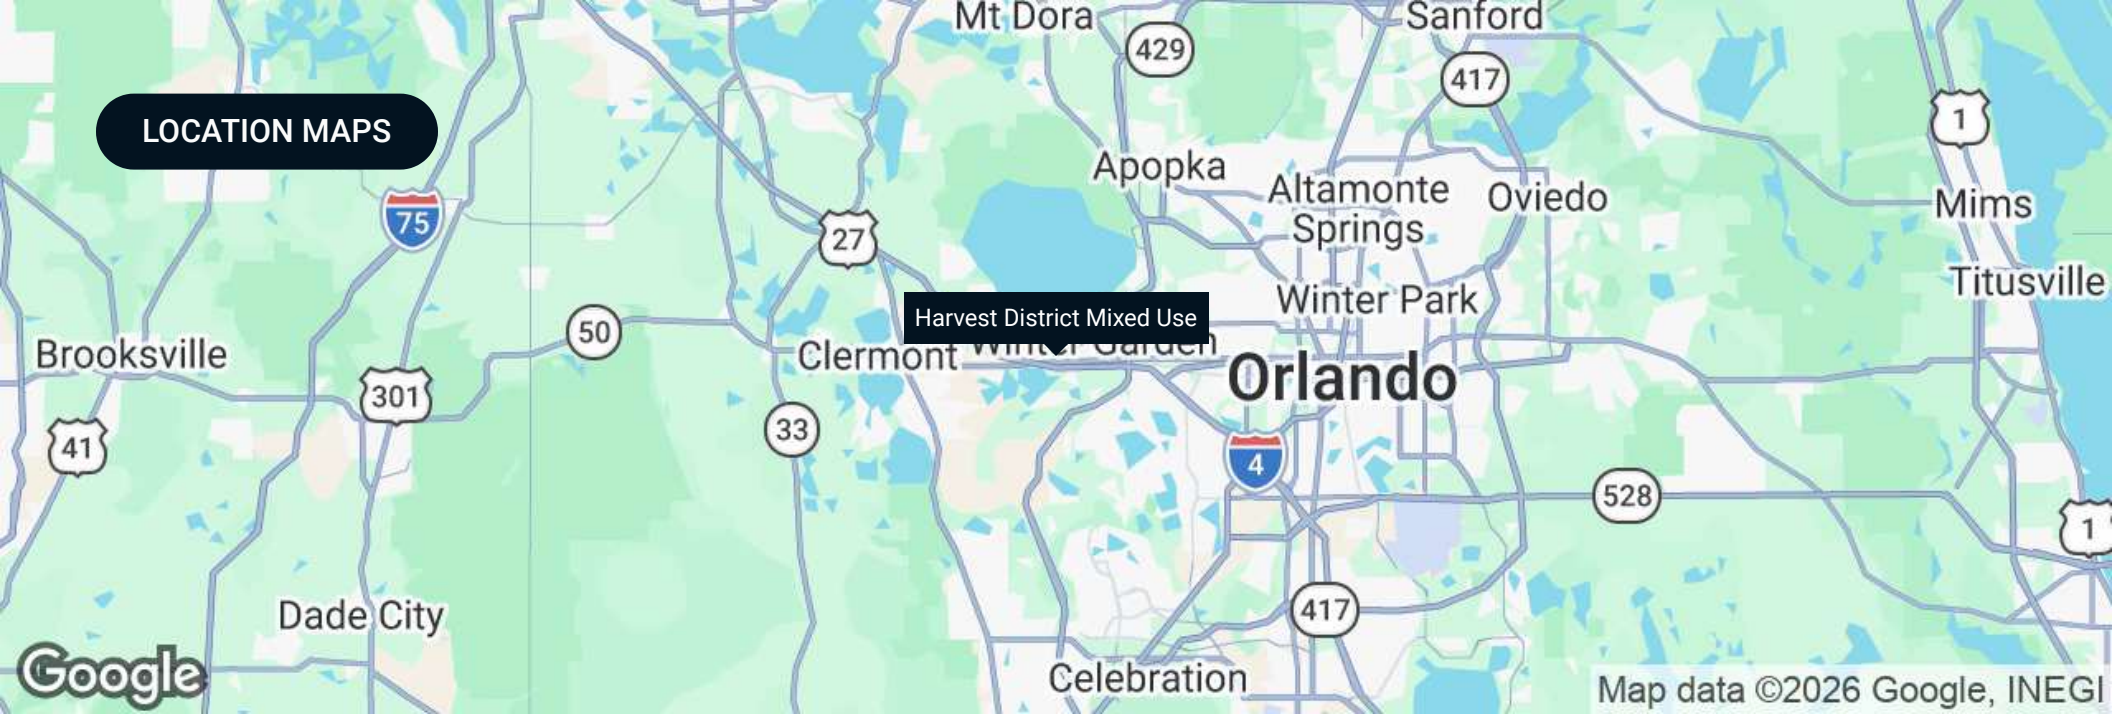 Mt Dora
Sanford
429
417
1
LOCATION MAPS
Apopka
Altamonte
Springs
Oviedo
Mims
75
27
Titusville
Harvest District Mixed Use
Winter Park
50
Brooksville
Clermont
Winter Garden
Orlando
301
33
41
4
528
1
Dade City
417
Celebration
Google
Map data ©2026 Google, INEGI